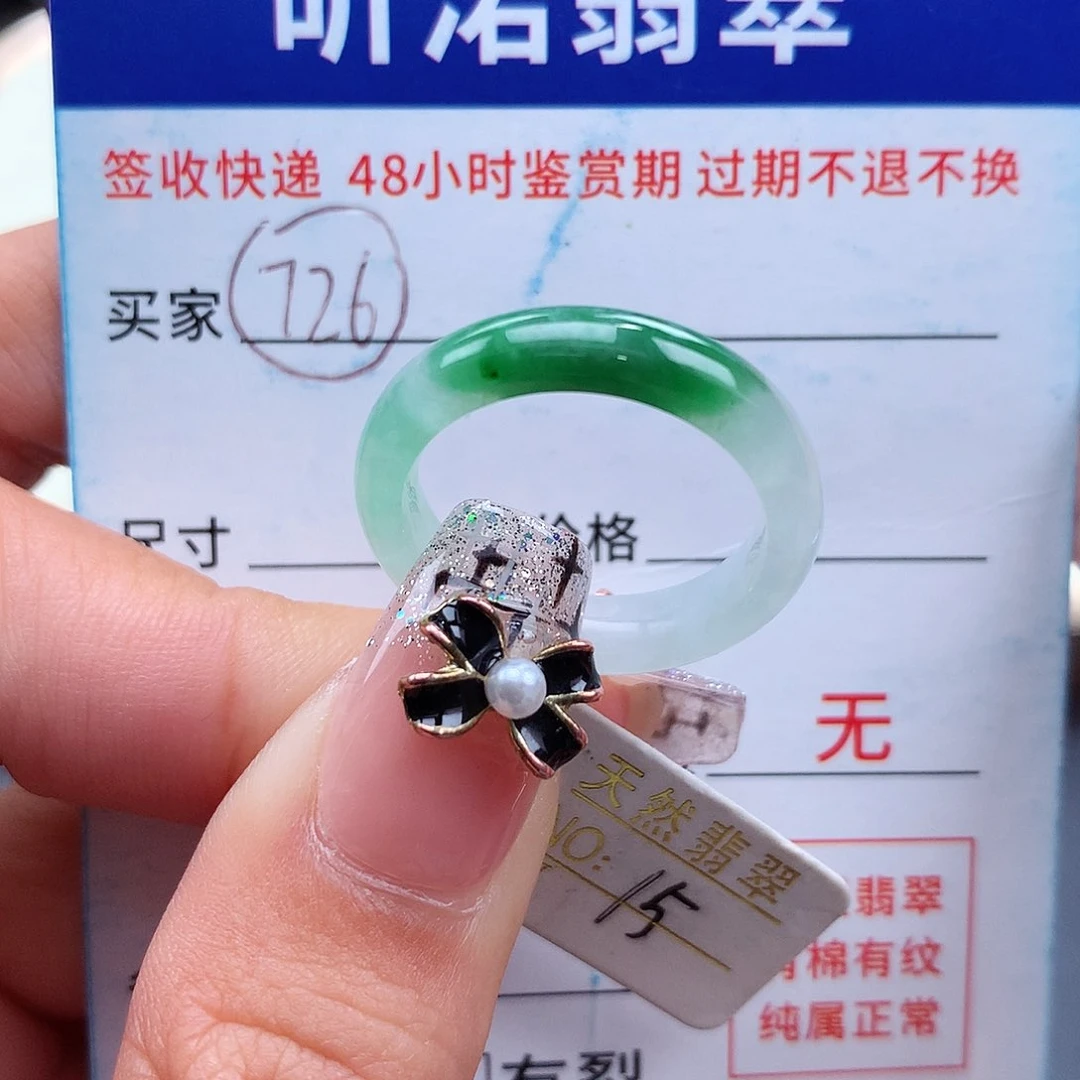 听诺翡翠
签收快递 48小时鉴赏期 过期不退不换
买家 726
尺寸 价格
无
天然翡翠
NO: 15
翡翠
有棉有纹
纯属正常
有裂